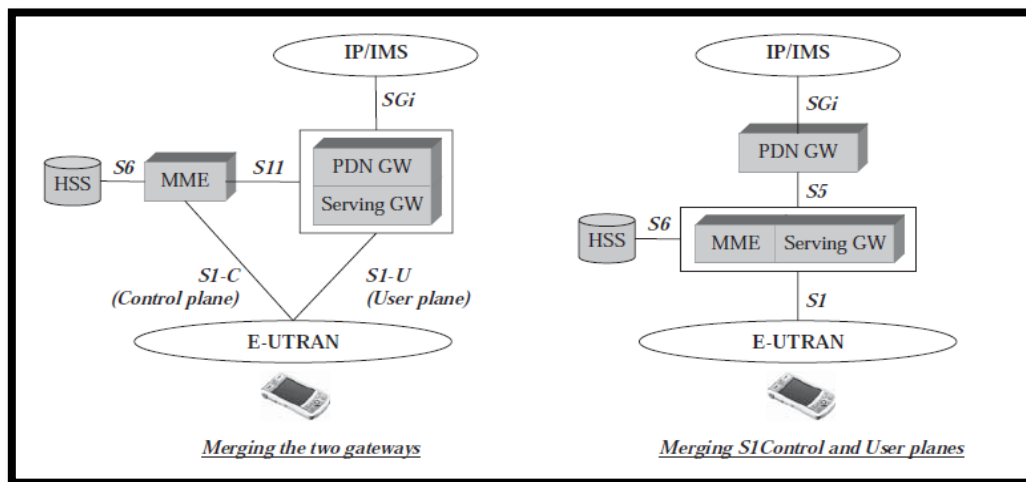 IP/IMS
SGi
PDN GW
Serving GW
S11
MME
S6
HSS
S1-C
(Control plane)
S1-U
(User plane)
E-UTRAN
Merging the two gateways
IP/IMS
SGi
PDN GW
S5
S6
HSS
MME
Serving GW
S1
E-UTRAN
Merging S1Control and User planes